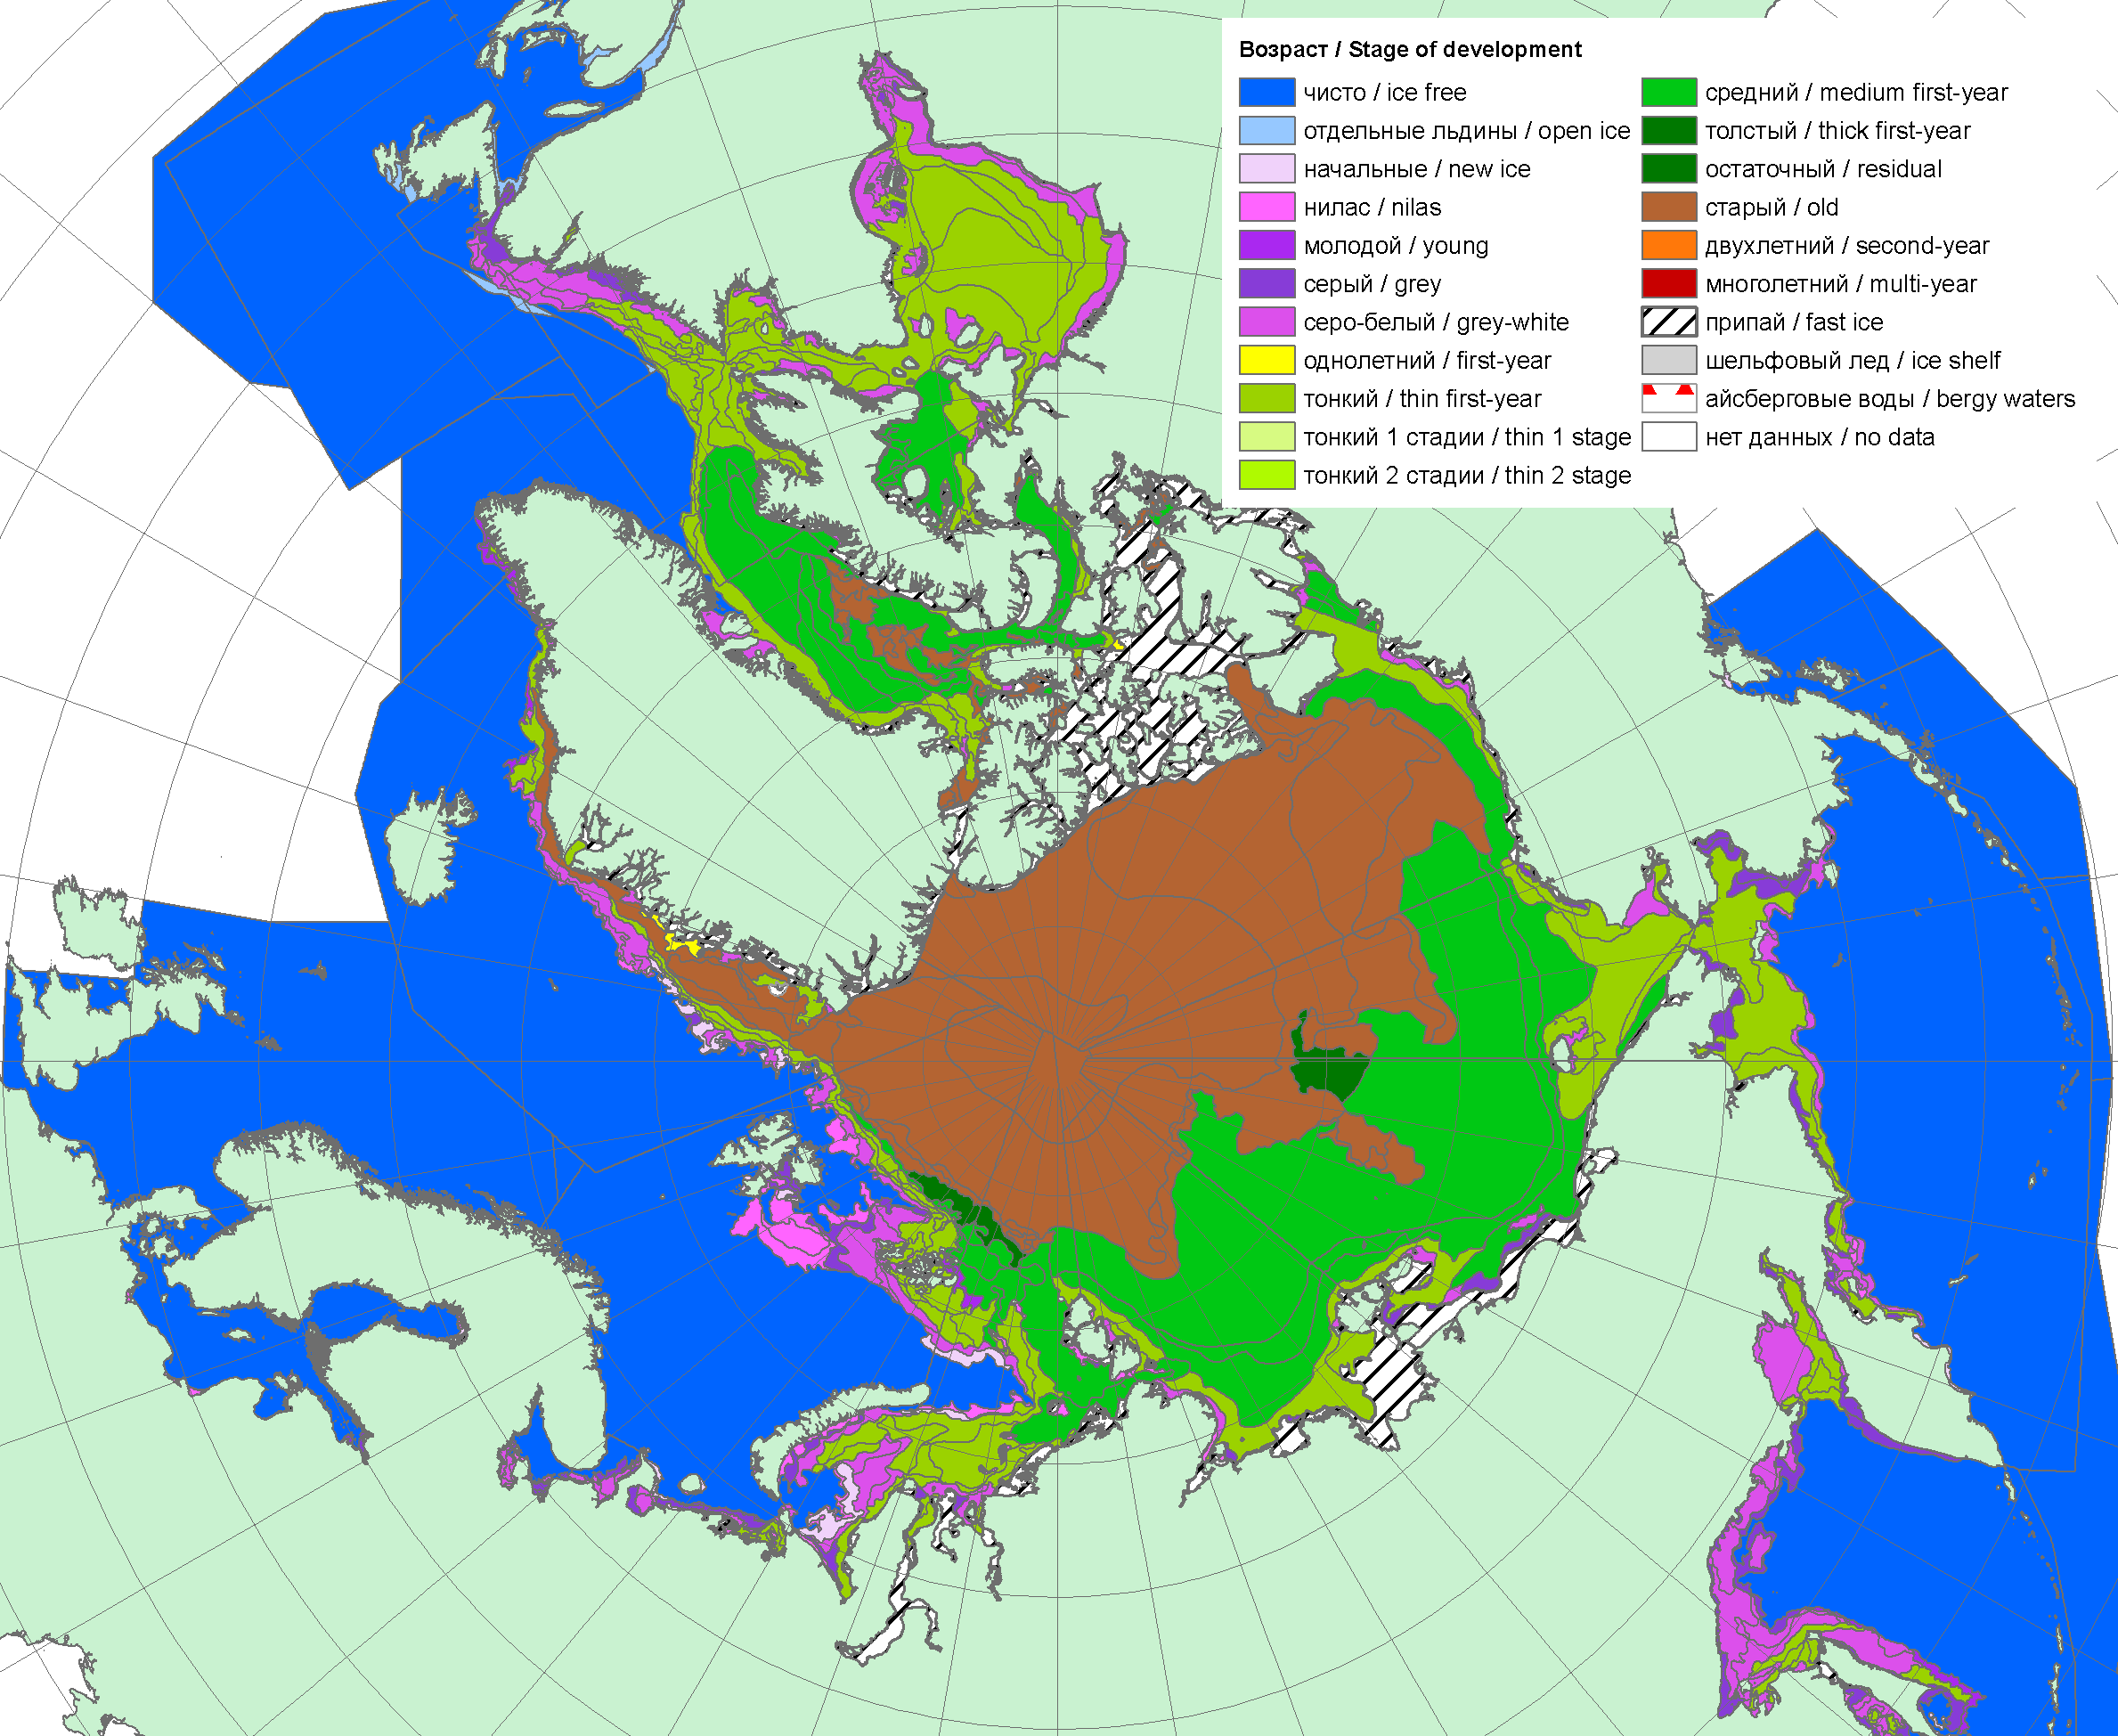 Возраст / Stage of development
чисто / ice free
отдельные льдины / open ice
начальные / new ice
нилас / nilas
молодой / young
серый / grey
серо-белый / grey-white
однолетний / first-year
тонкий / thin first-year
тонкий 1 стадии / thin 1 stage
тонкий 2 стадии / thin 2 stage
средний / medium first-year
толстый / thick first-year
остаточный / residual
старый / old
двухлетний / second-year
многолетний / multi-year
припай / fast ice
шельфовый лед / ice shelf
айсберговые воды / bergy waters
нет данных / no data